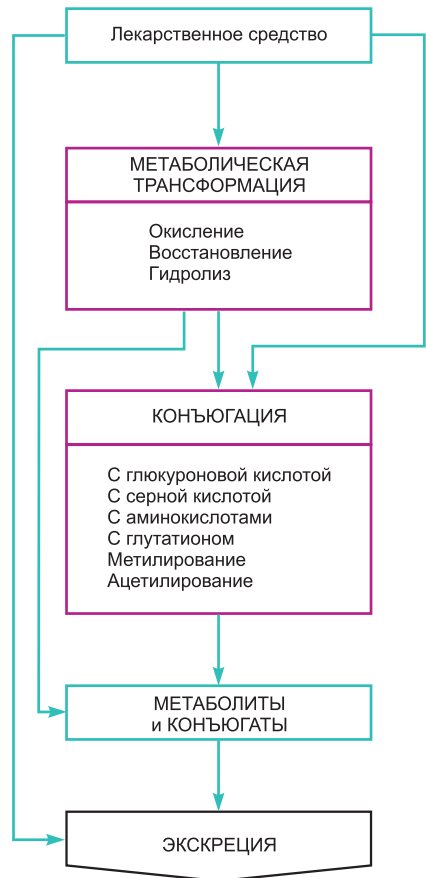 Лекарственное средство
МЕТАБОЛИЧЕСКАЯ
ТРАНСФОРМАЦИЯ
Окисление
Восстановление
Гидролиз
КОНЪЮГАЦИЯ
С глюкуроновой кислотой
С серной кислотой
С аминокислотами
С глутатионом
Метилирование
Ацетилирование
МЕТАБОЛИТЫ
и КОНЪЮГАТЫ
ЭКСКРЕЦИЯ